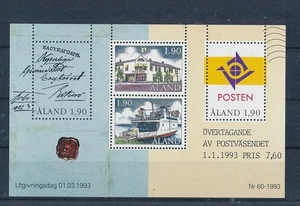 NACHTRAGFÖRM.
ÅLAND 1,90
1,90
ÅLAND
1,90
ÅLAND
POSTEN
ÅLAND 1,90
ÖVERTAGANDE
AV POSTVÄSENDET
1.1.1993 PRIS 7,60
Utgivningsdag 01.03.1993
Nr 60-1993